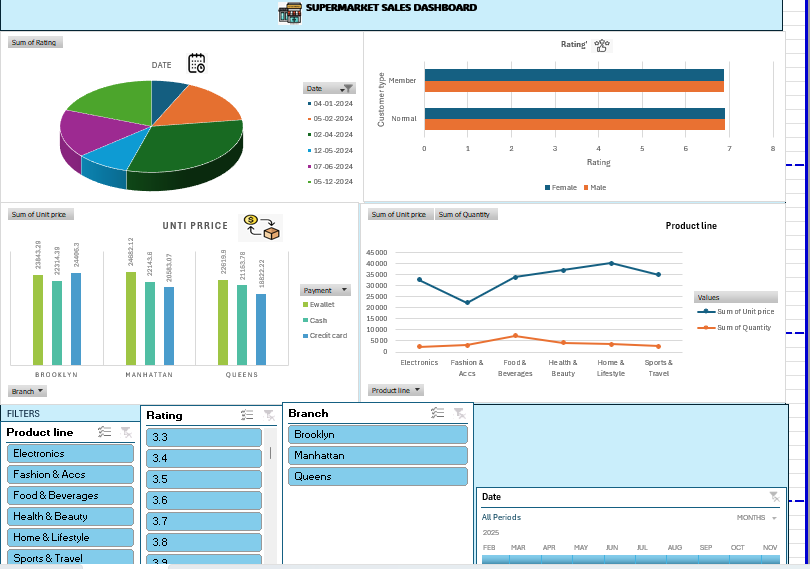 SUPERMARKET SALES DASHBOARD
Sum of Rating
DATE
Date
04-01-2024
05-02-2024
02-04-2024
12-05-2024
07-06-2024
05-12-2024
Rating'
Customer type
Member
Normal
0 1 2 3 4 5 6 7 8
Rating
Female Male
Sum of Unit price
UNTI PRRICE
23843.29 22314.39 24406.3
24682.12 22143.6 20583.07
22619.9 21163.78 18822.22
BROOKLYN MANHATTAN QUEENS
Payment
Ewallet
Cash
Credit card
Branch
Sum of Unit price Sum of Quantity
Product line
45000
40000
35000
30000
25000
20000
15000
10000
5000
0
Electronics Fashion & Accs Food & Beverages Health & Beauty Home & Lifestyle Sports & Travel
Values
Sum of Unit price
Sum of Quantity
Product line
FILTERS
Product line
Electronics
Fashion & Accs
Food & Beverages
Health & Beauty
Home & Lifestyle
Sports & Travel
Rating
3.3
3.4
3.5
3.6
3.7
3.8
3.9
Branch
Brooklyn
Manhattan
Queens
Date
All Periods MONTHS
2025
FEB MAR APR MAY JUN JUL AUG SEP OCT NOV